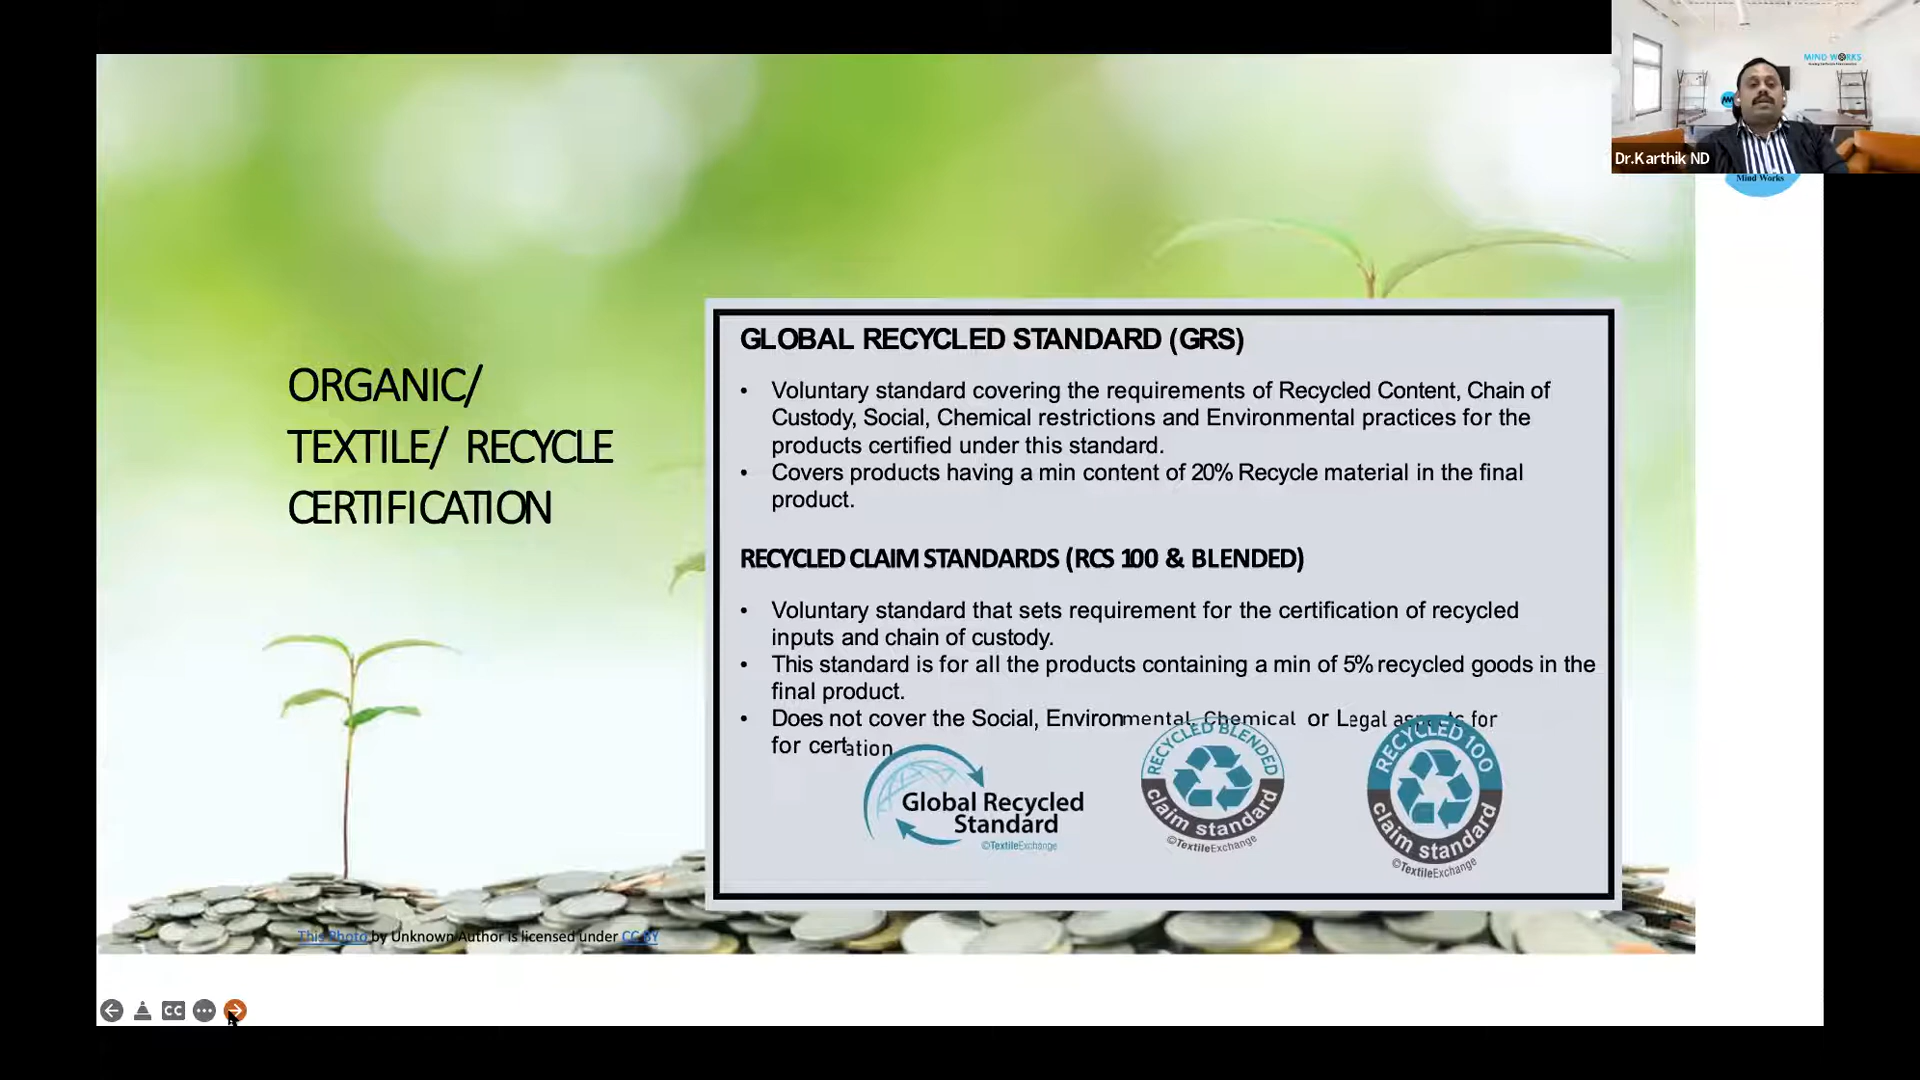 MIND WORKS
Dr.Karthik ND
Mind Works
ORGANIC/
TEXTILE/ RECYCLE
CERTIFICATION
GLOBAL RECYCLED STANDARD (GRS)
• Voluntary standard covering the requirements of Recycled Content, Chain of
Custody, Social, Chemical restrictions and Environmental practices for the
products certified under this standard.
• Covers products having a min content of 20% Recycle material in the final
product.
RECYCLED CLAIM STANDARDS (RCS 100 & BLENDED)
• Voluntary standard that sets requirement for the certification of recycled
inputs and chain of custody.
• This standard is for all the products containing a min of 5% recycled goods in the
final product.
• Does not cover the Social, Environmental, Chemical or Legal aspects for
for certation
Global Recycled
Standard
©TextileExchange
RECYCLED BLENDED
claim standard
©TextileExchange
RECYCLED 100
claim standard
©TextileExchange
This Photo by Unknown Author is licensed under CC BY
CC